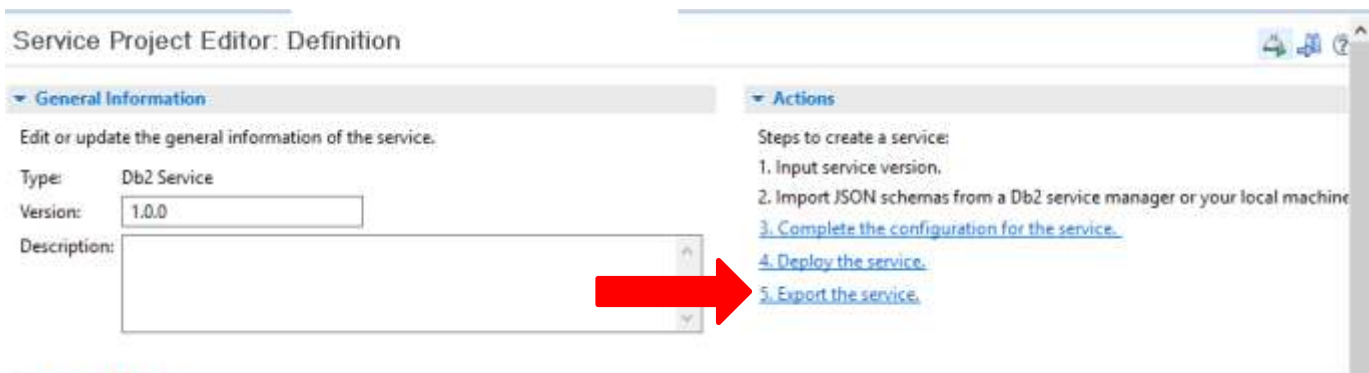 Service Project Editor: Definition
General Information
Edit or update the general information of the service.
Type: Db2 Service
Version: 1.0.0
Description:
Actions
Steps to create a service:
1. Input service version.
2. Import JSON schemas from a Db2 service manager or your local machine
3. Complete the configuration for the service.
4. Deploy the service.
5. Export the service.